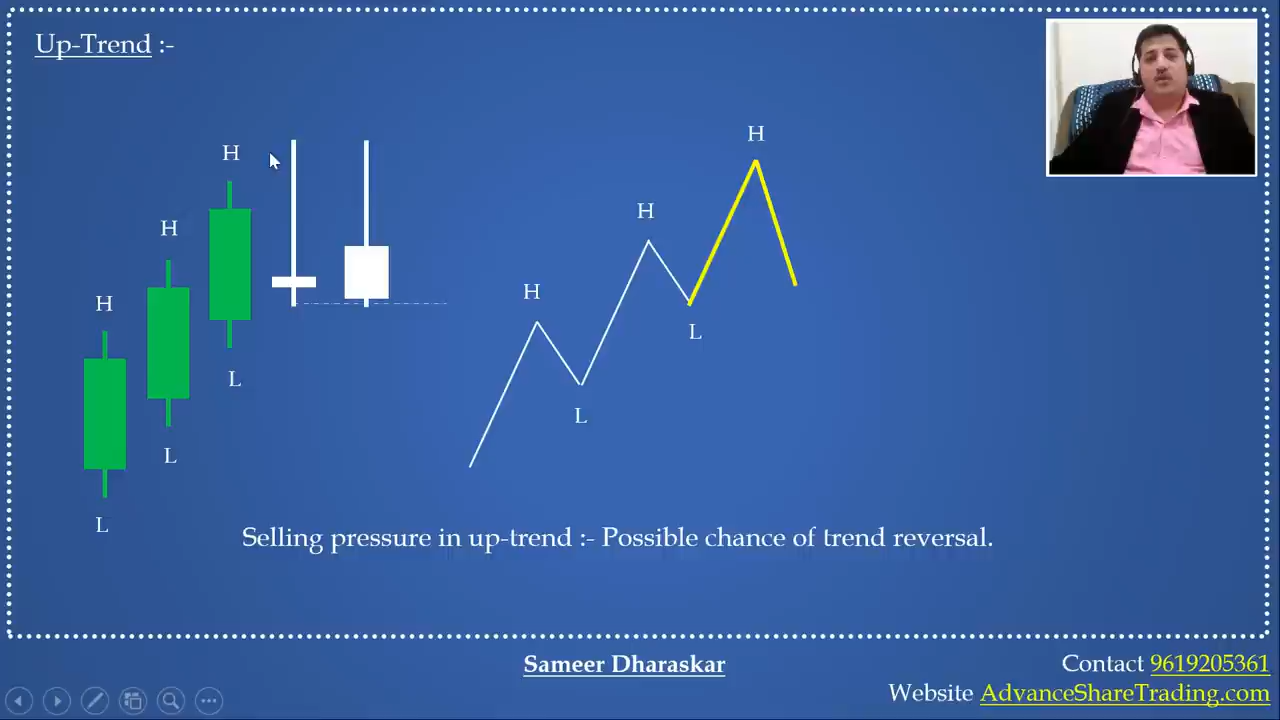 Up-Trend :-
H
H
H
L
L
L
H
H
H
L
L
Selling pressure in up-trend :- Possible chance of trend reversal.
Sameer Dharaskar
Contact 9619205361
Website AdvanceShareTrading.com